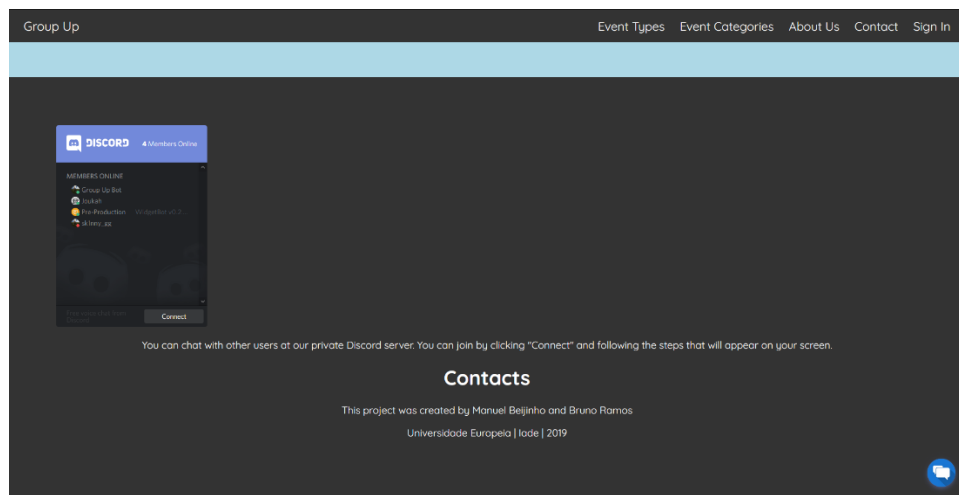 Group Up
Event Types Event Categories About Us Contact Sign In
DISCORD 4 Members Online
MEMBERS ONLINE
Group Up Bot
Joukah
Pre-Production
Connect
You can chat with other users at our private Discord server. You can join by clicking "Connect" and following the steps that will appear on your screen.
Contacts
This project was created by Manuel Beijinho and Bruno Ramos
Universidade Europeia | Iade | 2019